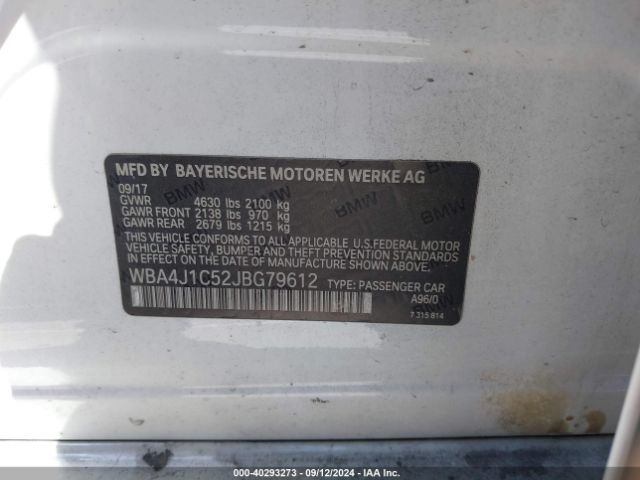 MFD BY BAYERISCHE MOTOREN WERKE AG
09/17
GVWR 4630 lbs 2100 kg
GAWR FRONT 2138 lbs 970 kg
GAWR REAR 2679 lbs 1215 kg
THIS VEHICLE CONFORMS TO ALL APPLICABLE U.S.FEDERAL MOTOR
VEHICLE SAFETY, BUMPER, AND THEFT PREVENTION STANDARDS
IN EFFECT ON THE DATE OF MANUFACTURE SHOWN ABOVE.
WBA4J1C52JBG79612 TYPE: PASSENGER CAR
A96/0
7 315 814
000-40293273 - 09/12/2024 - IAA Inc.